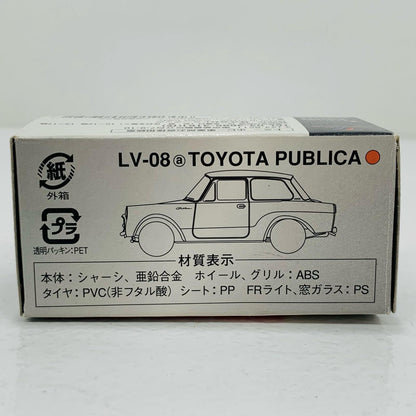 LV-08 ⓐ TOYOTA PUBLICA
紙
外箱
プラ
透明パッキン:PET
材質表示
本体：シャーシ、亜鉛合金　ホイール、グリル：ABS
タイヤ：PVC(非フタル酸)　シート：PP　FRライト、窓ガラス：PS